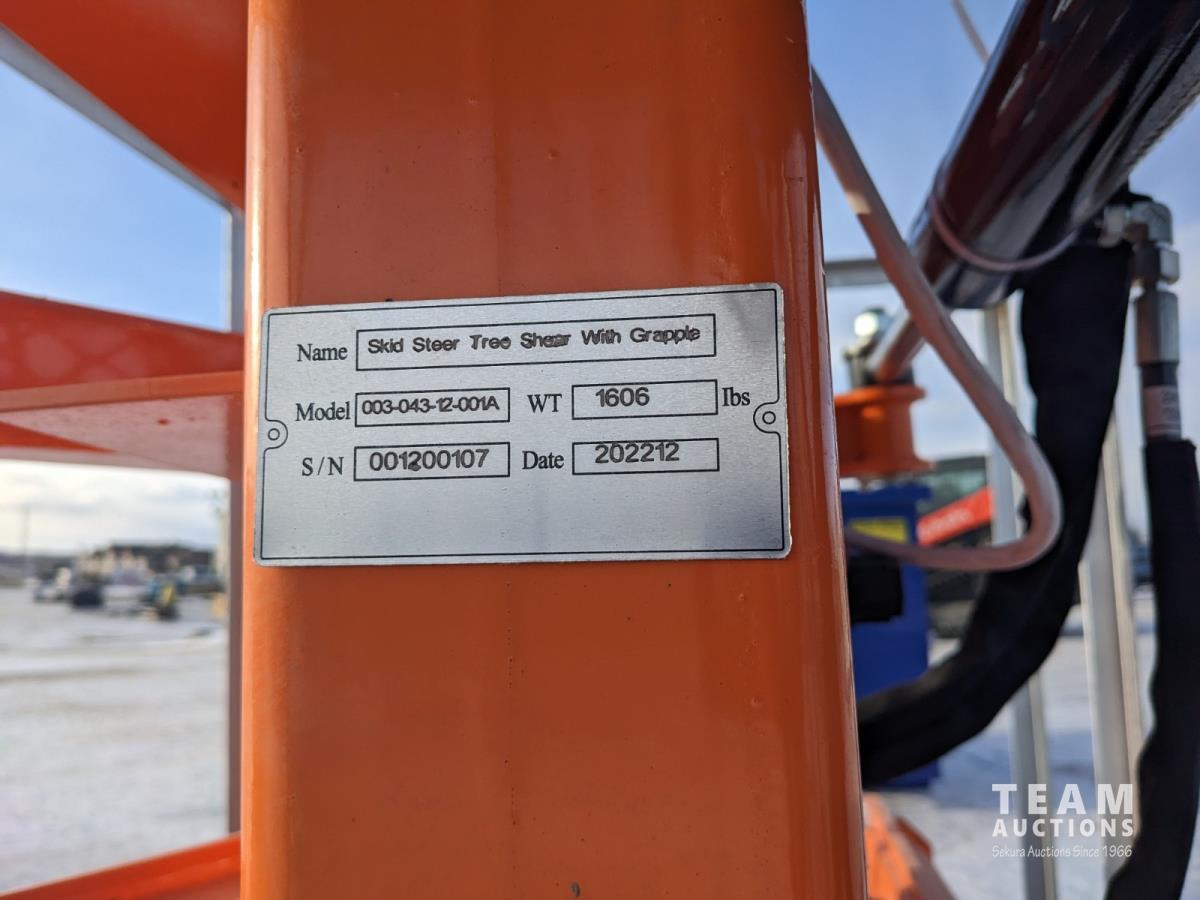 Name Skid Steer Tree Shear With Grapple
Model 003-043-12-001A WT 1606 lbs
S/N 001200107 Date 202212
TEAM
AUCTIONS
Sekura Auctions Since 1966